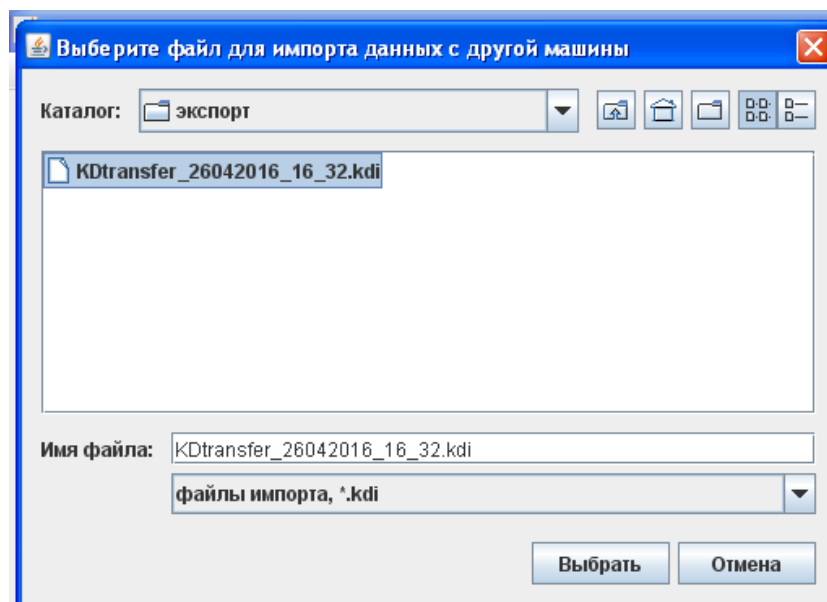 Выберите файл для импорта данных с другой машины
Каталог: экспорт
KDtransfer_26042016_16_32.kdi
Имя файла: KDtransfer_26042016_16_32.kdi
файлы импорта, *.kdi
Выбрать Отмена